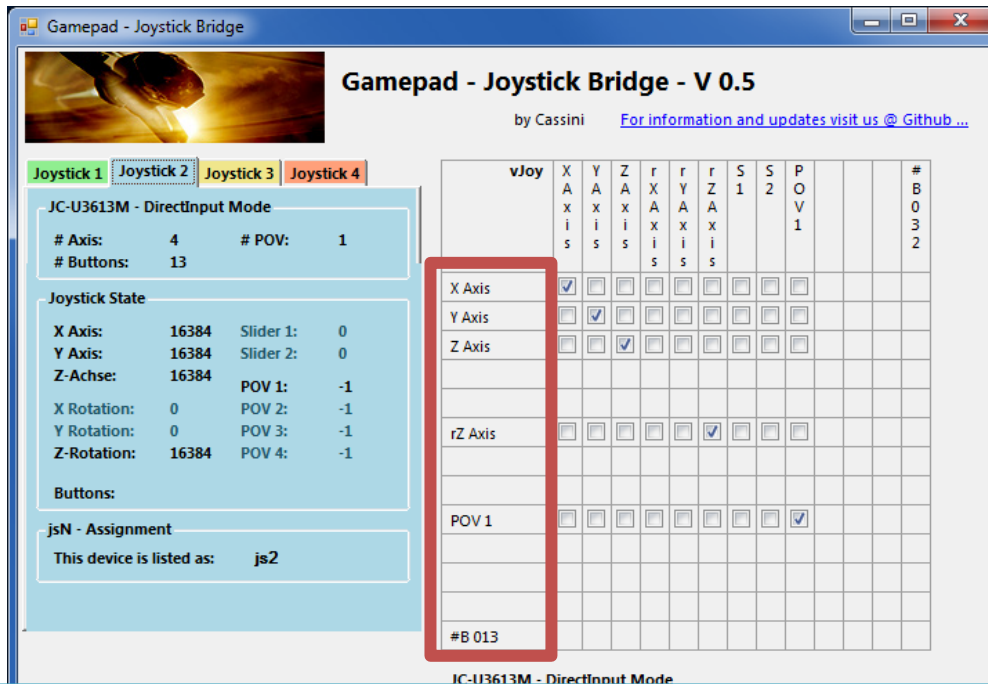 Gamepad - Joystick Bridge
Gamepad - Joystick Bridge - V 0.5
by Cassini For information and updates visit us @ Github ...
Joystick 1 Joystick 2 Joystick 3 Joystick 4
JC-U3613M - DirectInput Mode
# Axis: 4 # POV: 1
# Buttons: 13
Joystick State
X Axis: 16384 Slider 1: 0
Y Axis: 16384 Slider 2: 0
Z-Achse: 16384
POV 1: -1
X Rotation: 0 POV 2: -1
Y Rotation: 0 POV 3: -1
Z-Rotation: 16384 POV 4: -1
Buttons:
jsN - Assignment
This device is listed as: js2
vJoy X Axis Y Axis Z Axis rX Axis rY Axis rZ Axis S1 S2 POV1 #B032
X Axis
Y Axis
Z Axis
rZ Axis
POV 1
#B 013
JC-U3613M - DirectInput Mode